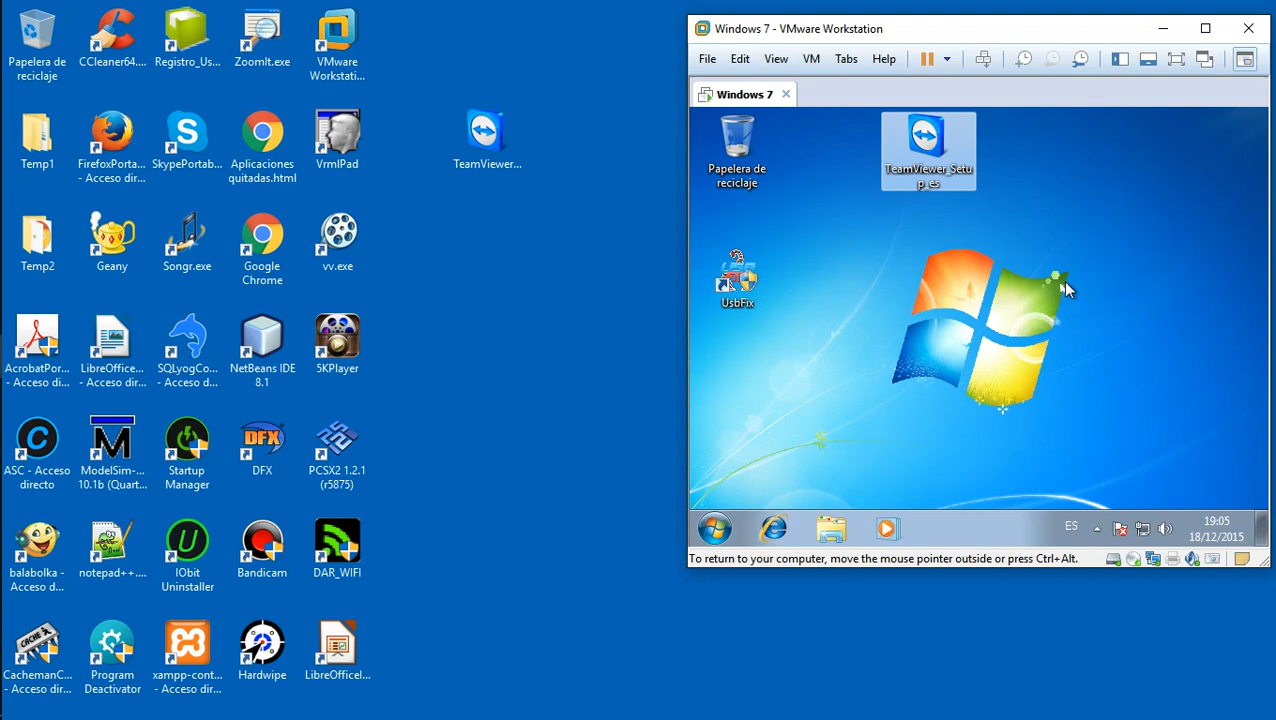 Papelera de
reciclaje
CCleaner64....
Registro_Us...
ZoomIt.exe
VMware
Workstati...
Temp1
FirefoxPorta...
- Acceso dir...
SkypePortab...
Aplicaciones
quitadas.html
VrmlPad
TeamViewer...
Temp2
Geany
Songr.exe
Google
Chrome
vv.exe
AcrobatPor...
- Acceso di...
LibreOffice...
- Acceso dir...
SQLyogCo...
- Acceso d...
NetBeans IDE
8.1
5KPlayer
ASC - Acceso
directo
ModelSim-...
10.1b (Quart...
Startup
Manager
DFX
DFX
PCSX2 1.2.1
(r5875)
balabolka -
Acceso d...
notepad++....
IObit
Uninstaller
Bandicam
DAR_WIFI
CACHE
CachemanC...
- Acceso dir...
Program
Deactivator
xampp-cont...
- Acceso dir...
Hardwipe
LibreOfficeI...
Windows 7 - VMware Workstation
File Edit View VM Tabs Help
Windows 7
Papelera de
reciclaje
TeamViewer_Setu
p_es
UsbFix
ES
19:05
18/12/2015
To return to your computer, move the mouse pointer outside or press Ctrl+Alt.